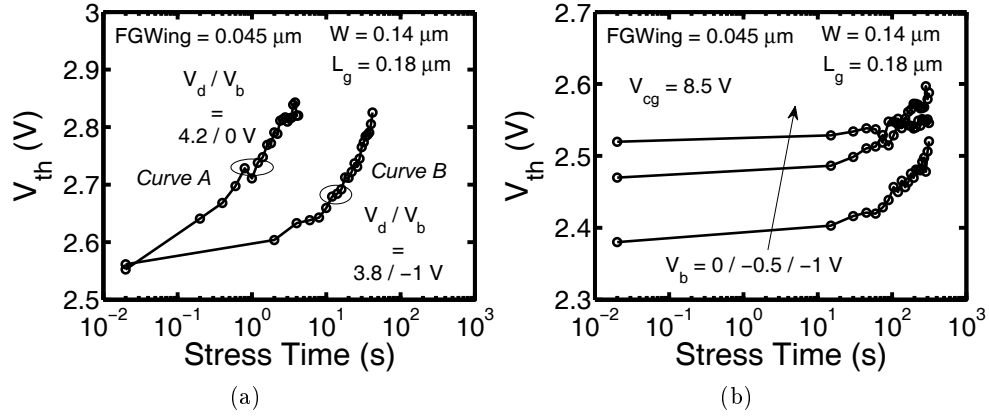 FGWing = 0.045 μm
W = 0.14 μm
L_g = 0.18 μm
V_d / V_b
=
4.2 / 0 V
Curve A
Curve B
V_d / V_b
=
3.8 / −1 V
3
2.9
2.8
2.7
2.6
2.5
V_th (V)
10^−2
10^−1
10^0
10^1
10^2
10^3
Stress Time (s)
(a)
FGWing = 0.045 μm
W = 0.14 μm
L_g = 0.18 μm
V_cg = 8.5 V
V_b = 0 / −0.5 / −1 V
2.7
2.6
2.5
2.4
2.3
V_th (V)
10^−2
10^−1
10^0
10^1
10^2
10^3
Stress Time (s)
(b)